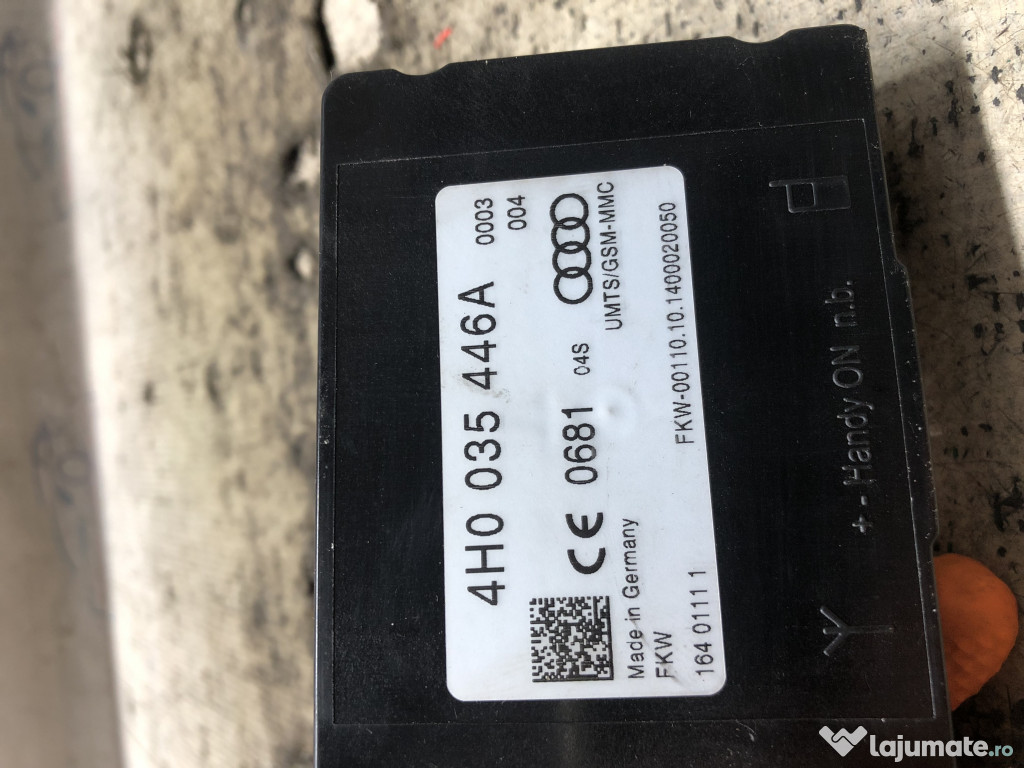 4H0 035 446A 0003
004
CE 0681 04S
UMTS/GSM-MMC
Made in Germany
FKW FKW-00110.10.1400020050
164 0111 1
+ - Handy ON n.b.
lajumate.ro